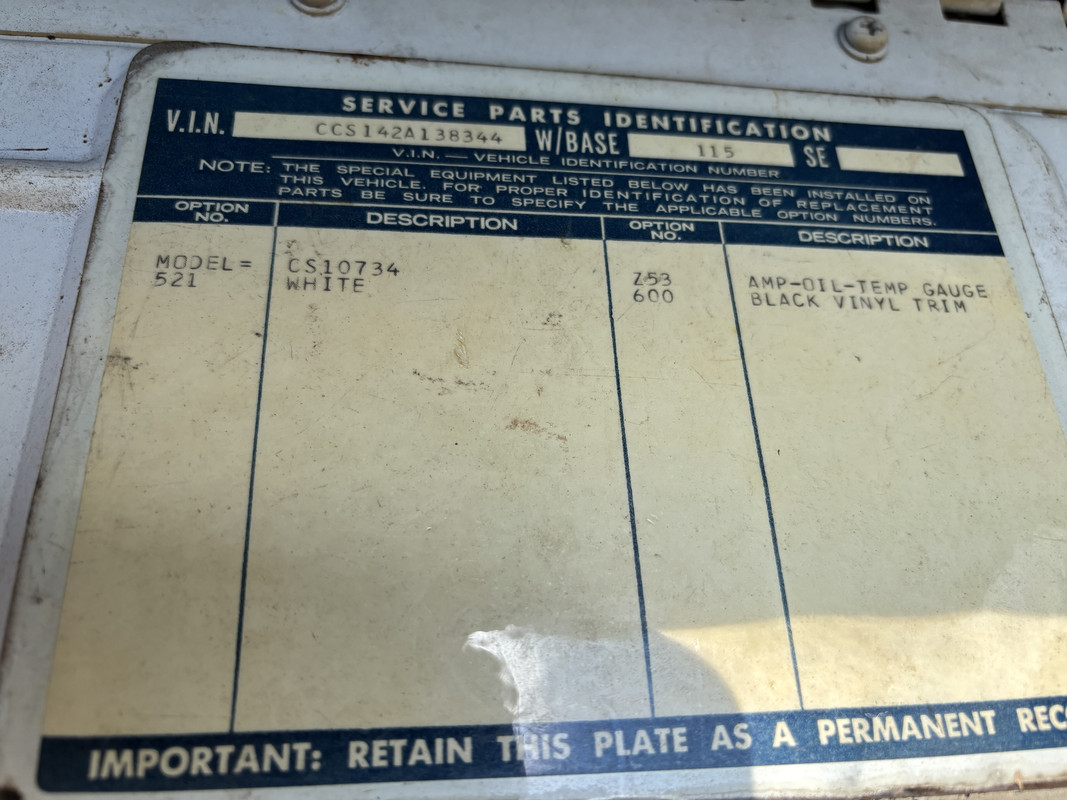 SERVICE PARTS IDENTIFICATION
V.I.N. CCS142A138344 W/BASE 115 SE
V.I.N. — VEHICLE IDENTIFICATION NUMBER
NOTE: THE SPECIAL EQUIPMENT LISTED BELOW HAS BEEN INSTALLED ON
THIS VEHICLE. FOR PROPER IDENTIFICATION OF REPLACEMENT
PARTS BE SURE TO SPECIFY THE APPLICABLE OPTION NUMBERS.
OPTION NO. DESCRIPTION OPTION NO. DESCRIPTION
MODEL= CS10734 Z53 AMP-OIL-TEMP GAUGE
521 WHITE 600 BLACK VINYL TRIM
IMPORTANT: RETAIN THIS PLATE AS A PERMANENT REC